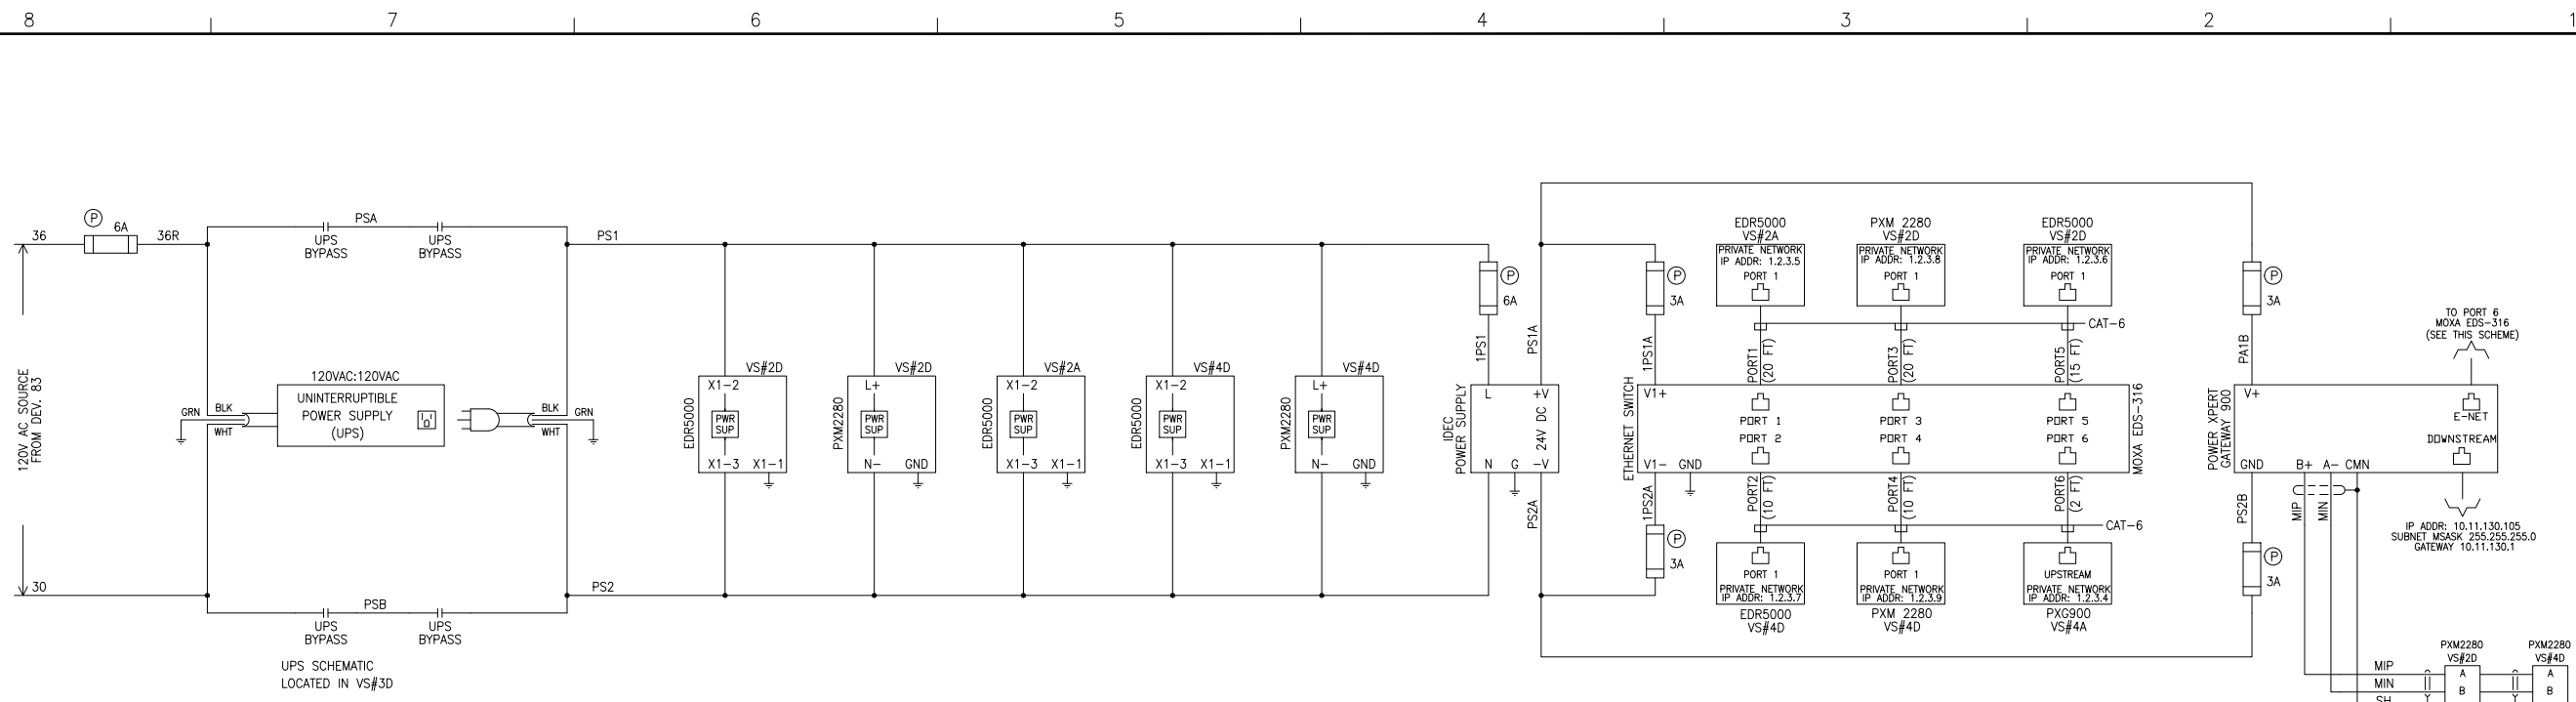 8 7 6 5 4 3 2 1
36
P
6A
36R
PSA
UPS
BYPASS
UPS
BYPASS
120V AC SOURCE
FROM DEV. 83
30
120VAC:120VAC
UNINTERRUPTIBLE
POWER SUPPLY
(UPS)
GRN
BLK
WHT
BLK
WHT
GRN
PSB
UPS
BYPASS
UPS
BYPASS
UPS SCHEMATIC
LOCATED IN VS#3D
PS1
PS2
VS#2D
EDR5000
X1-2
PWR
SUP
X1-3 X1-1
VS#2D
PXM2280
L+
PWR
SUP
N- GND
VS#2A
EDR5000
X1-2
PWR
SUP
X1-3 X1-1
VS#4D
EDR5000
X1-2
PWR
SUP
X1-3 X1-1
VS#4D
PXM2280
L+
PWR
SUP
N- GND
P
6A
1PS1
PS1A
IDEC
POWER SUPPLY
L +V
24V DC
N G -V
PS2A
P
3A
1PS1A
ETHERNET SWITCH
V1+
V1- GND
1PS2A
P
3A
EDR5000
VS#2A
PRIVATE NETWORK
IP ADDR: 1.2.3.5
PORT 1
PXM 2280
VS#2D
PRIVATE NETWORK
IP ADDR: 1.2.3.8
PORT 1
EDR5000
VS#2D
PRIVATE NETWORK
IP ADDR: 1.2.3.6
PORT 1
CAT-6
PORT1
(20 FT)
PORT3
(20 FT)
PORT5
(15 FT)
PORT 1
PORT 2
PORT 3
PORT 4
PORT 5
PORT 6
MOXA EDS-316
PORT2
(10 FT)
PORT4
(10 FT)
PORT6
(2 FT)
CAT-6
PORT 1
PRIVATE NETWORK
IP ADDR: 1.2.3.7
EDR5000
VS#4D
PORT 1
PRIVATE NETWORK
IP ADDR: 1.2.3.9
PXM 2280
VS#4D
UPSTREAM
PRIVATE NETWORK
IP ADDR: 1.2.3.4
PXG900
VS#4A
P
3A
PA1B
POWER XPERT
GATEWAY 900
V+
GND
B+ A- CMN
E-NET
DOWNSTREAM
TO PORT 6
MOXA EDS-316
(SEE THIS SCHEME)
PS2B
P
3A
MIP
MIN
IP ADDR: 10.11.130.105
SUBNET MSASK 255.255.255.0
GATEWAY 10.11.130.1
MIP
MIN
SH
PXM2280
VS#2D
A
B
PXM2280
VS#4D
A
B